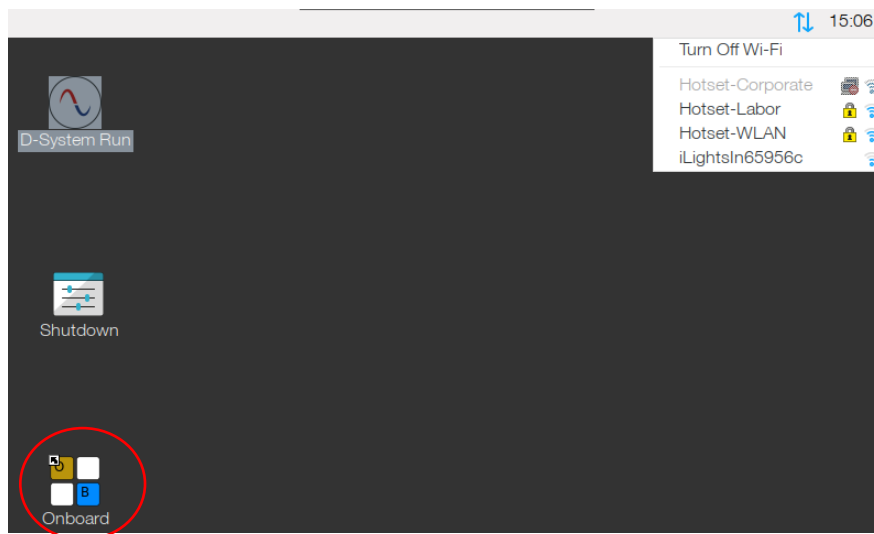 15:06
Turn Off Wi-Fi
Hotset-Corporate
Hotset-Labor
Hotset-WLAN
iLightsIn65956c
D-System Run
Shutdown
B
Onboard